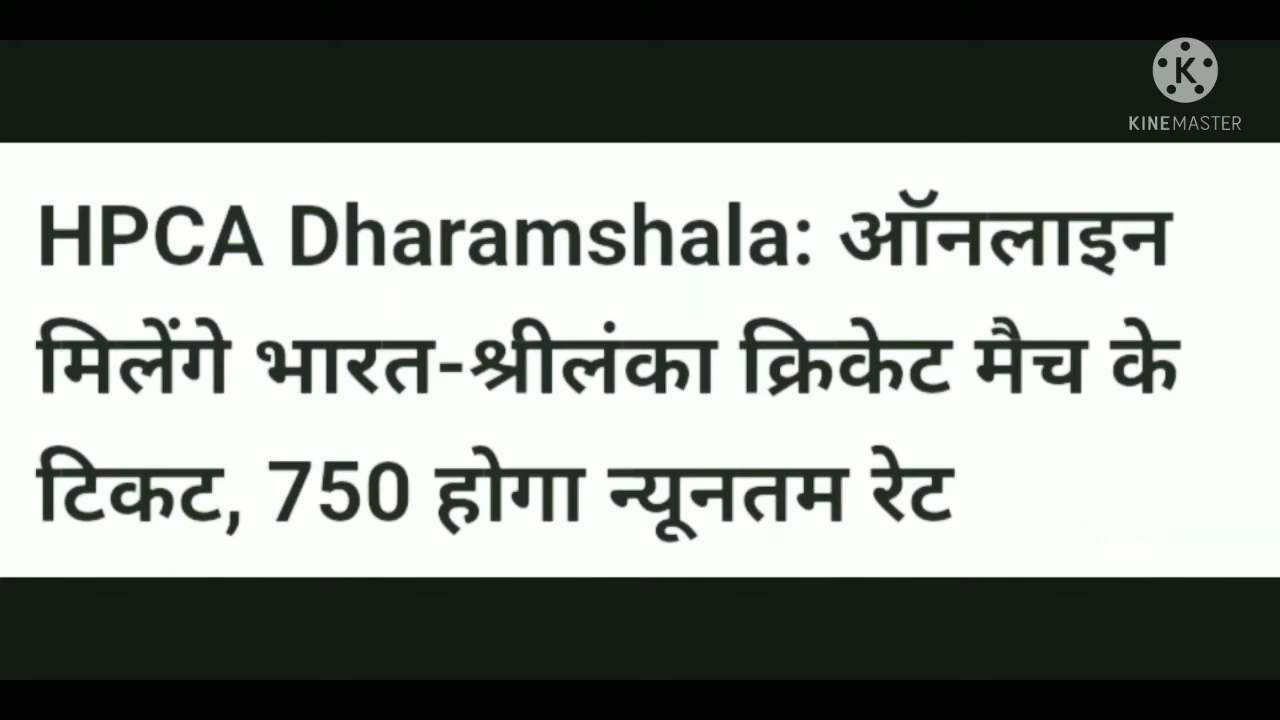 K
KINEMASTER
HPCA Dharamshala: ऑनलाइन
मिलेंगे भारत-श्रीलंका क्रिकेट मैच के
टिकट, 750 होगा न्यूनतम रेट